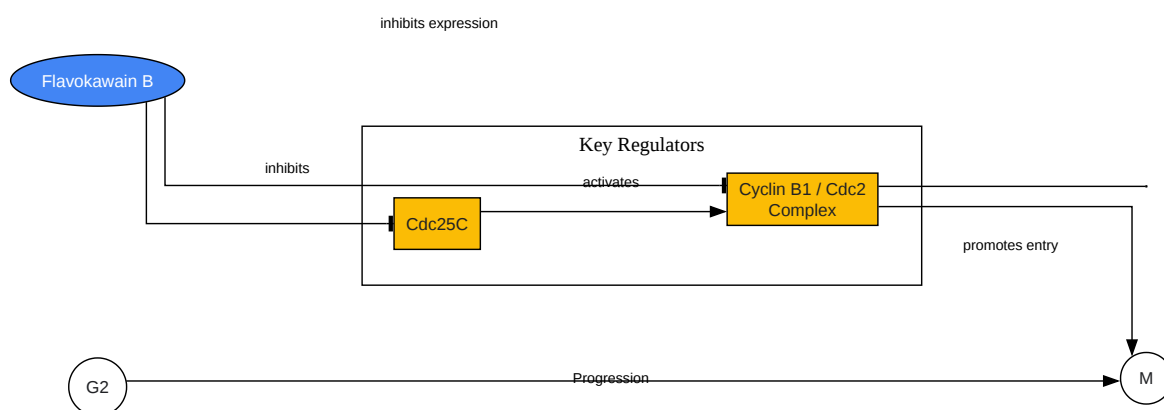 inhibits expression
Flavokawain B
Key Regulators
inhibits
activates
Cyclin B1 / Cdc2
Complex
Cdc25C
promotes entry
G2
Progression
M